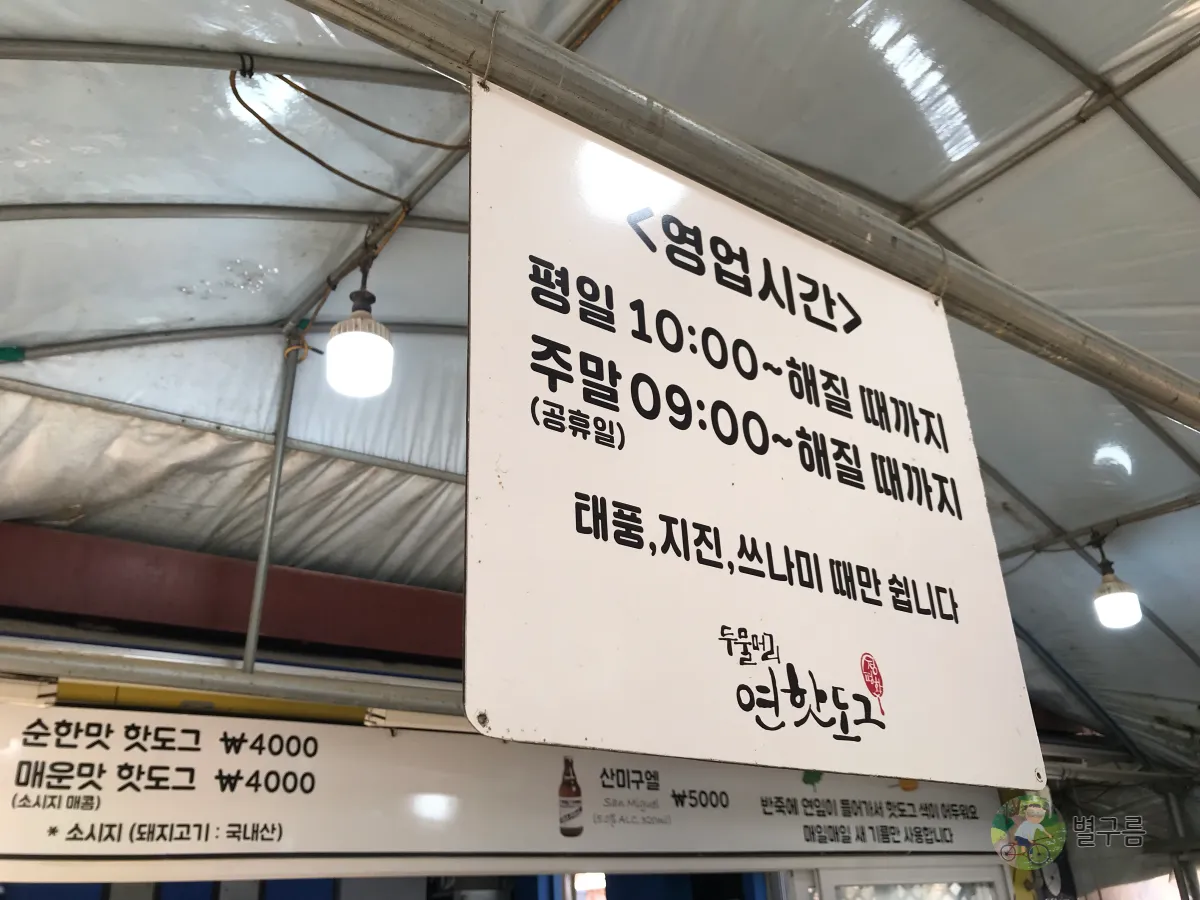 <영업시간>
평일 10:00~해질 때까지
주말 09:00~해질 때까지
(공휴일)
태풍,지진,쓰나미 때만 쉽니다
두물머리
연핫도그
순한맛 핫도그 ₩4000
매운맛 핫도그 ₩4000
(소시지 매콤)
* 소시지 (돼지고기 : 국내산)
산미구엘 ₩5000
San Miguel
(5.0% ALC, 320ml)
반죽에 연잎이 들어가서 핫도그 색이 어두워요
매일매일 새 기름만 사용합니다
별구름